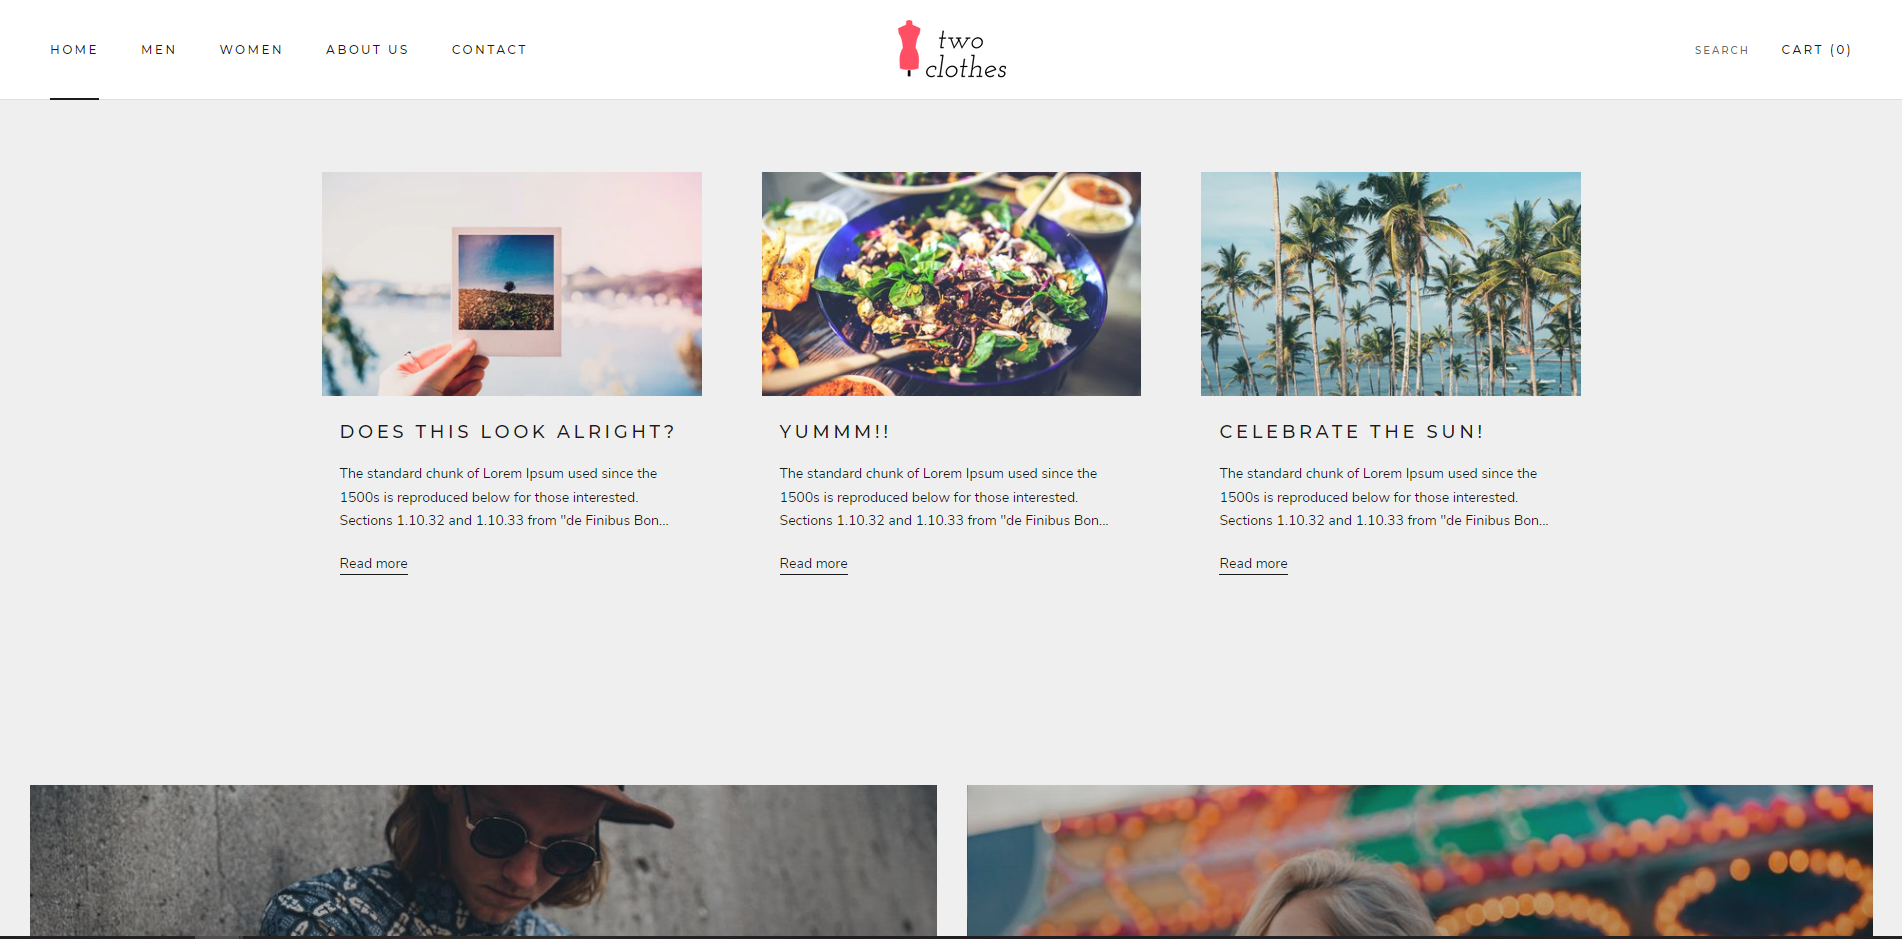 HOME MEN WOMEN ABOUT US CONTACT
two
clothes
SEARCH CART (0)
DOES THIS LOOK ALRIGHT?
The standard chunk of Lorem Ipsum used since the
1500s is reproduced below for those interested.
Sections 1.10.32 and 1.10.33 from "de Finibus Bon...
Read more
YUMMM!!
The standard chunk of Lorem Ipsum used since the
1500s is reproduced below for those interested.
Sections 1.10.32 and 1.10.33 from "de Finibus Bon...
Read more
CELEBRATE THE SUN!
The standard chunk of Lorem Ipsum used since the
1500s is reproduced below for those interested.
Sections 1.10.32 and 1.10.33 from "de Finibus Bon...
Read more